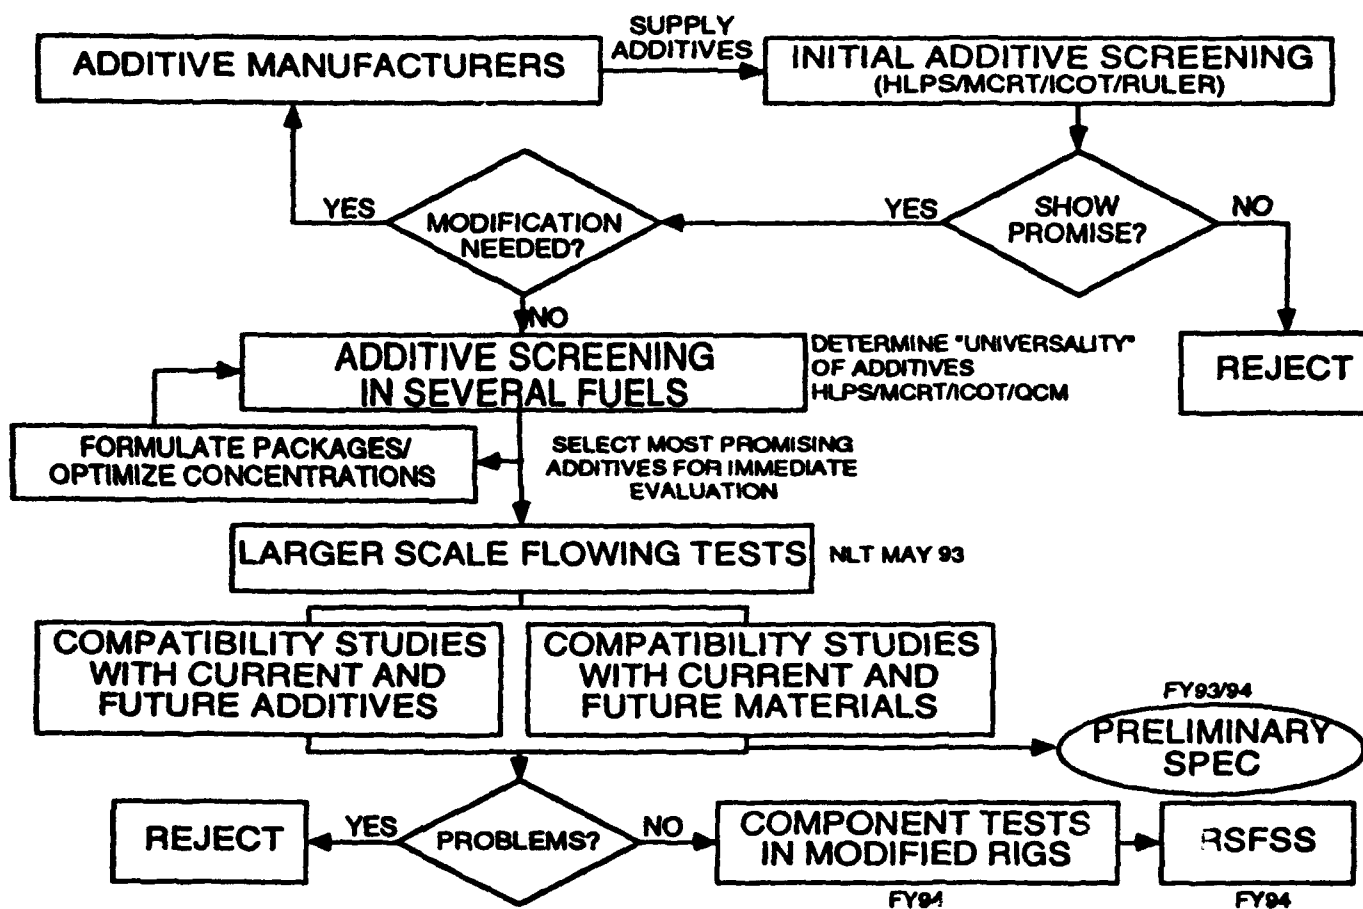 SUPPLY
ADDITIVES
ADDITIVE MANUFACTURERS
INITIAL ADDITIVE SCREENING
(HLPS/MCRT/ICOT/RULER)
YES
MODIFICATION
NEEDED?
YES
SHOW
PROMISE?
NO
NO
ADDITIVE SCREENING
IN SEVERAL FUELS
DETERMINE "UNIVERSALITY"
OF ADDITIVES
HLPS/MCRT/ICOT/QCM
REJECT
FORMULATE PACKAGES/
OPTIMIZE CONCENTRATIONS
SELECT MOST PROMISING
ADDITIVES FOR IMMEDIATE
EVALUATION
LARGER SCALE FLOWING TESTS
NLT MAY 93
COMPATIBILITY STUDIES
WITH CURRENT AND
FUTURE ADDITIVES
COMPATIBILITY STUDIES
WITH CURRENT AND
FUTURE MATERIALS
FY93/94
PRELIMINARY
SPEC
REJECT
YES
PROBLEMS?
NO
COMPONENT TESTS
IN MODIFIED RIGS
FY94
RSFSS
FY94